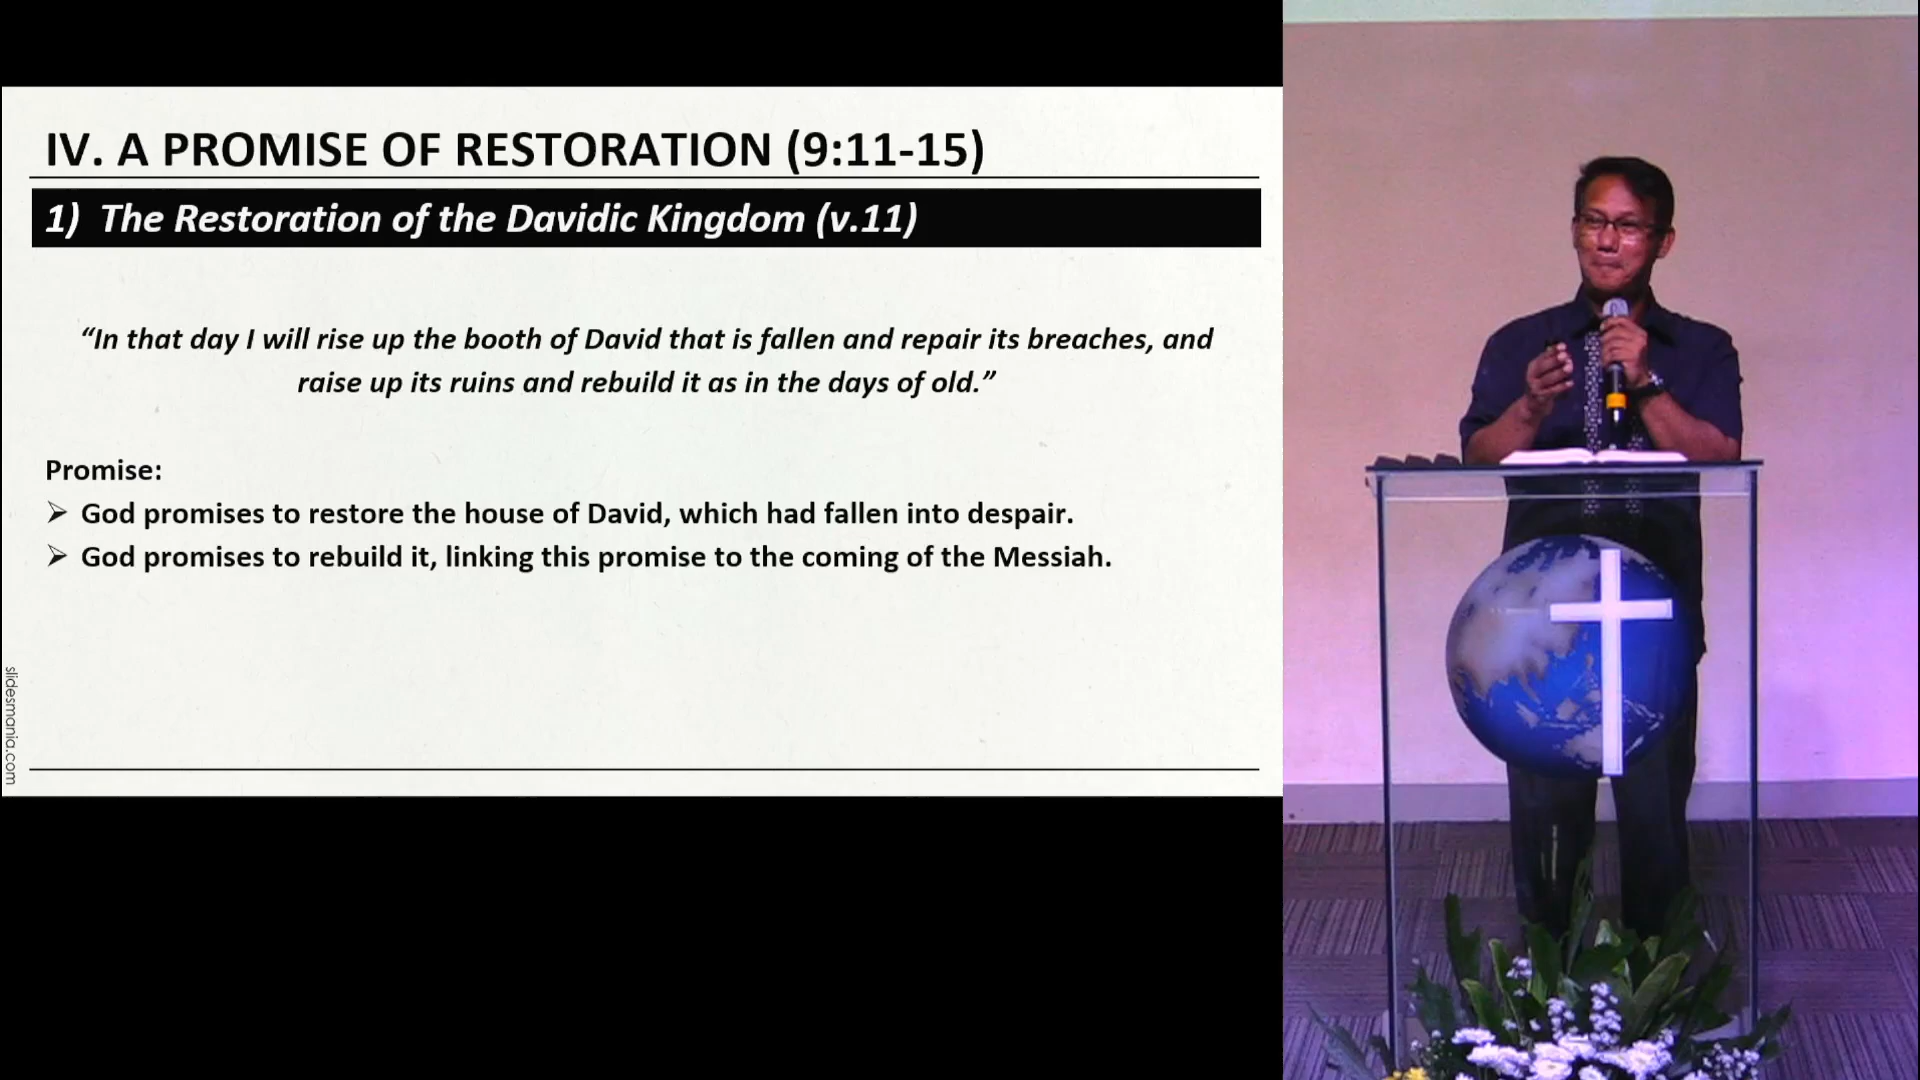 IV. A PROMISE OF RESTORATION (9:11-15)
1) The Restoration of the Davidic Kingdom (v.11)
“In that day I will rise up the booth of David that is fallen and repair its breaches, and
raise up its ruins and rebuild it as in the days of old.”
Promise:
➢ God promises to restore the house of David, which had fallen into despair.
➢ God promises to rebuild it, linking this promise to the coming of the Messiah.
slidesmania.com